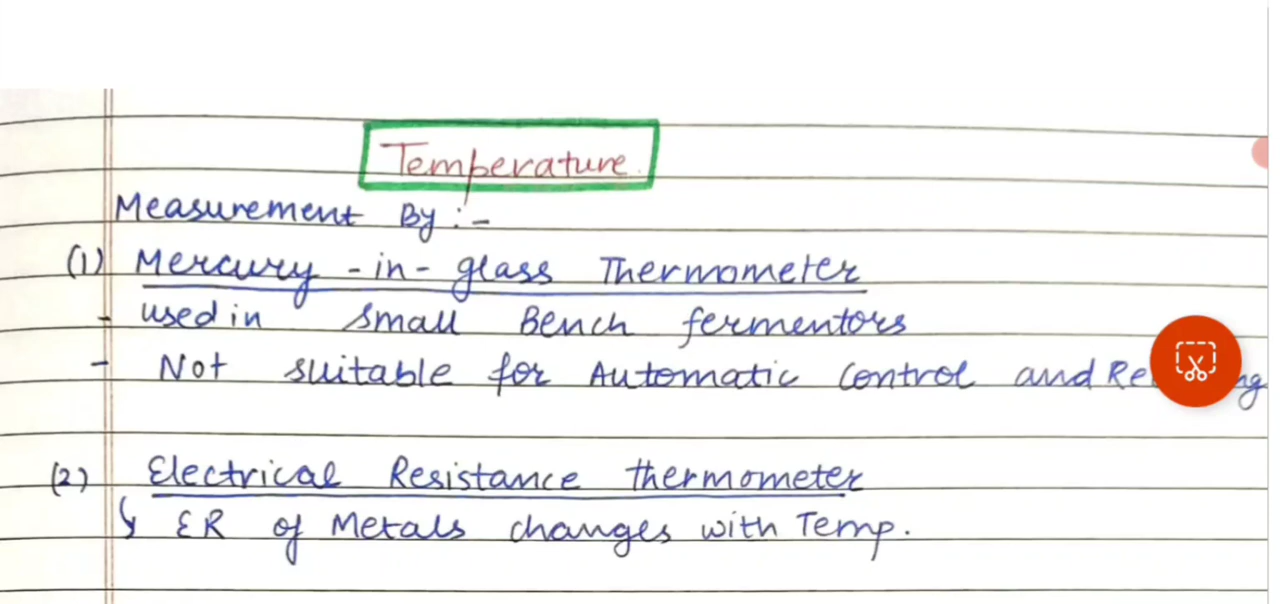 Temperature.
Measurement By :-
(1) Mercury - in - glass Thermometer
- used in small Bench fermentors
- Not suitable for Automatic control and
(2) Electrical Resistance thermometer
↳ ER of Metals changes with Temp.